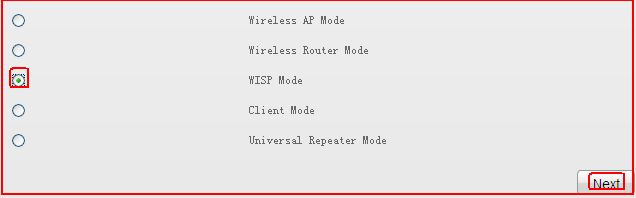 Wireless AP Mode
Wireless Router Mode
WISP Mode
Client Mode
Universal Repeater Mode
Next